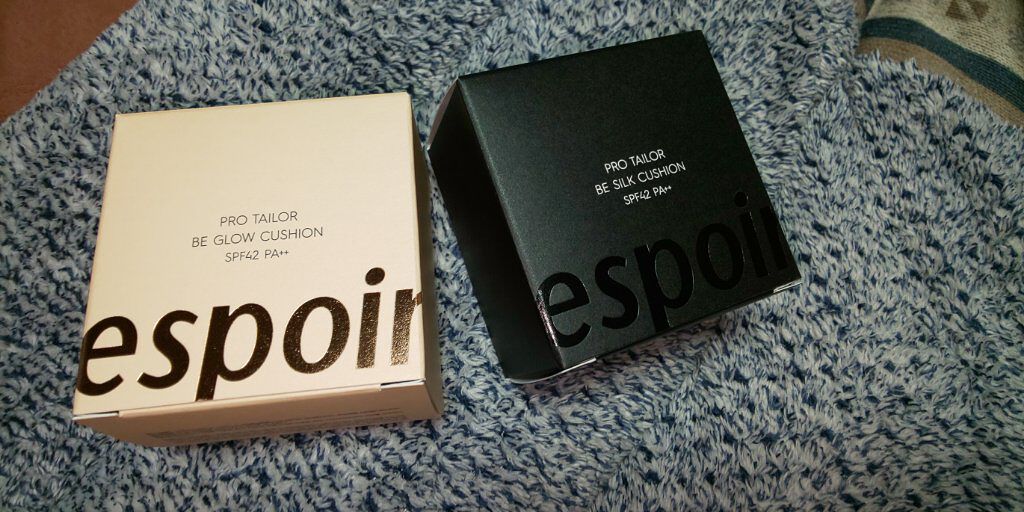 PRO TAILOR
BE GLOW CUSHION
SPF42 PA++
espoir
PRO TAILOR
BE SILK CUSHION
SPF42 PA++
espoir